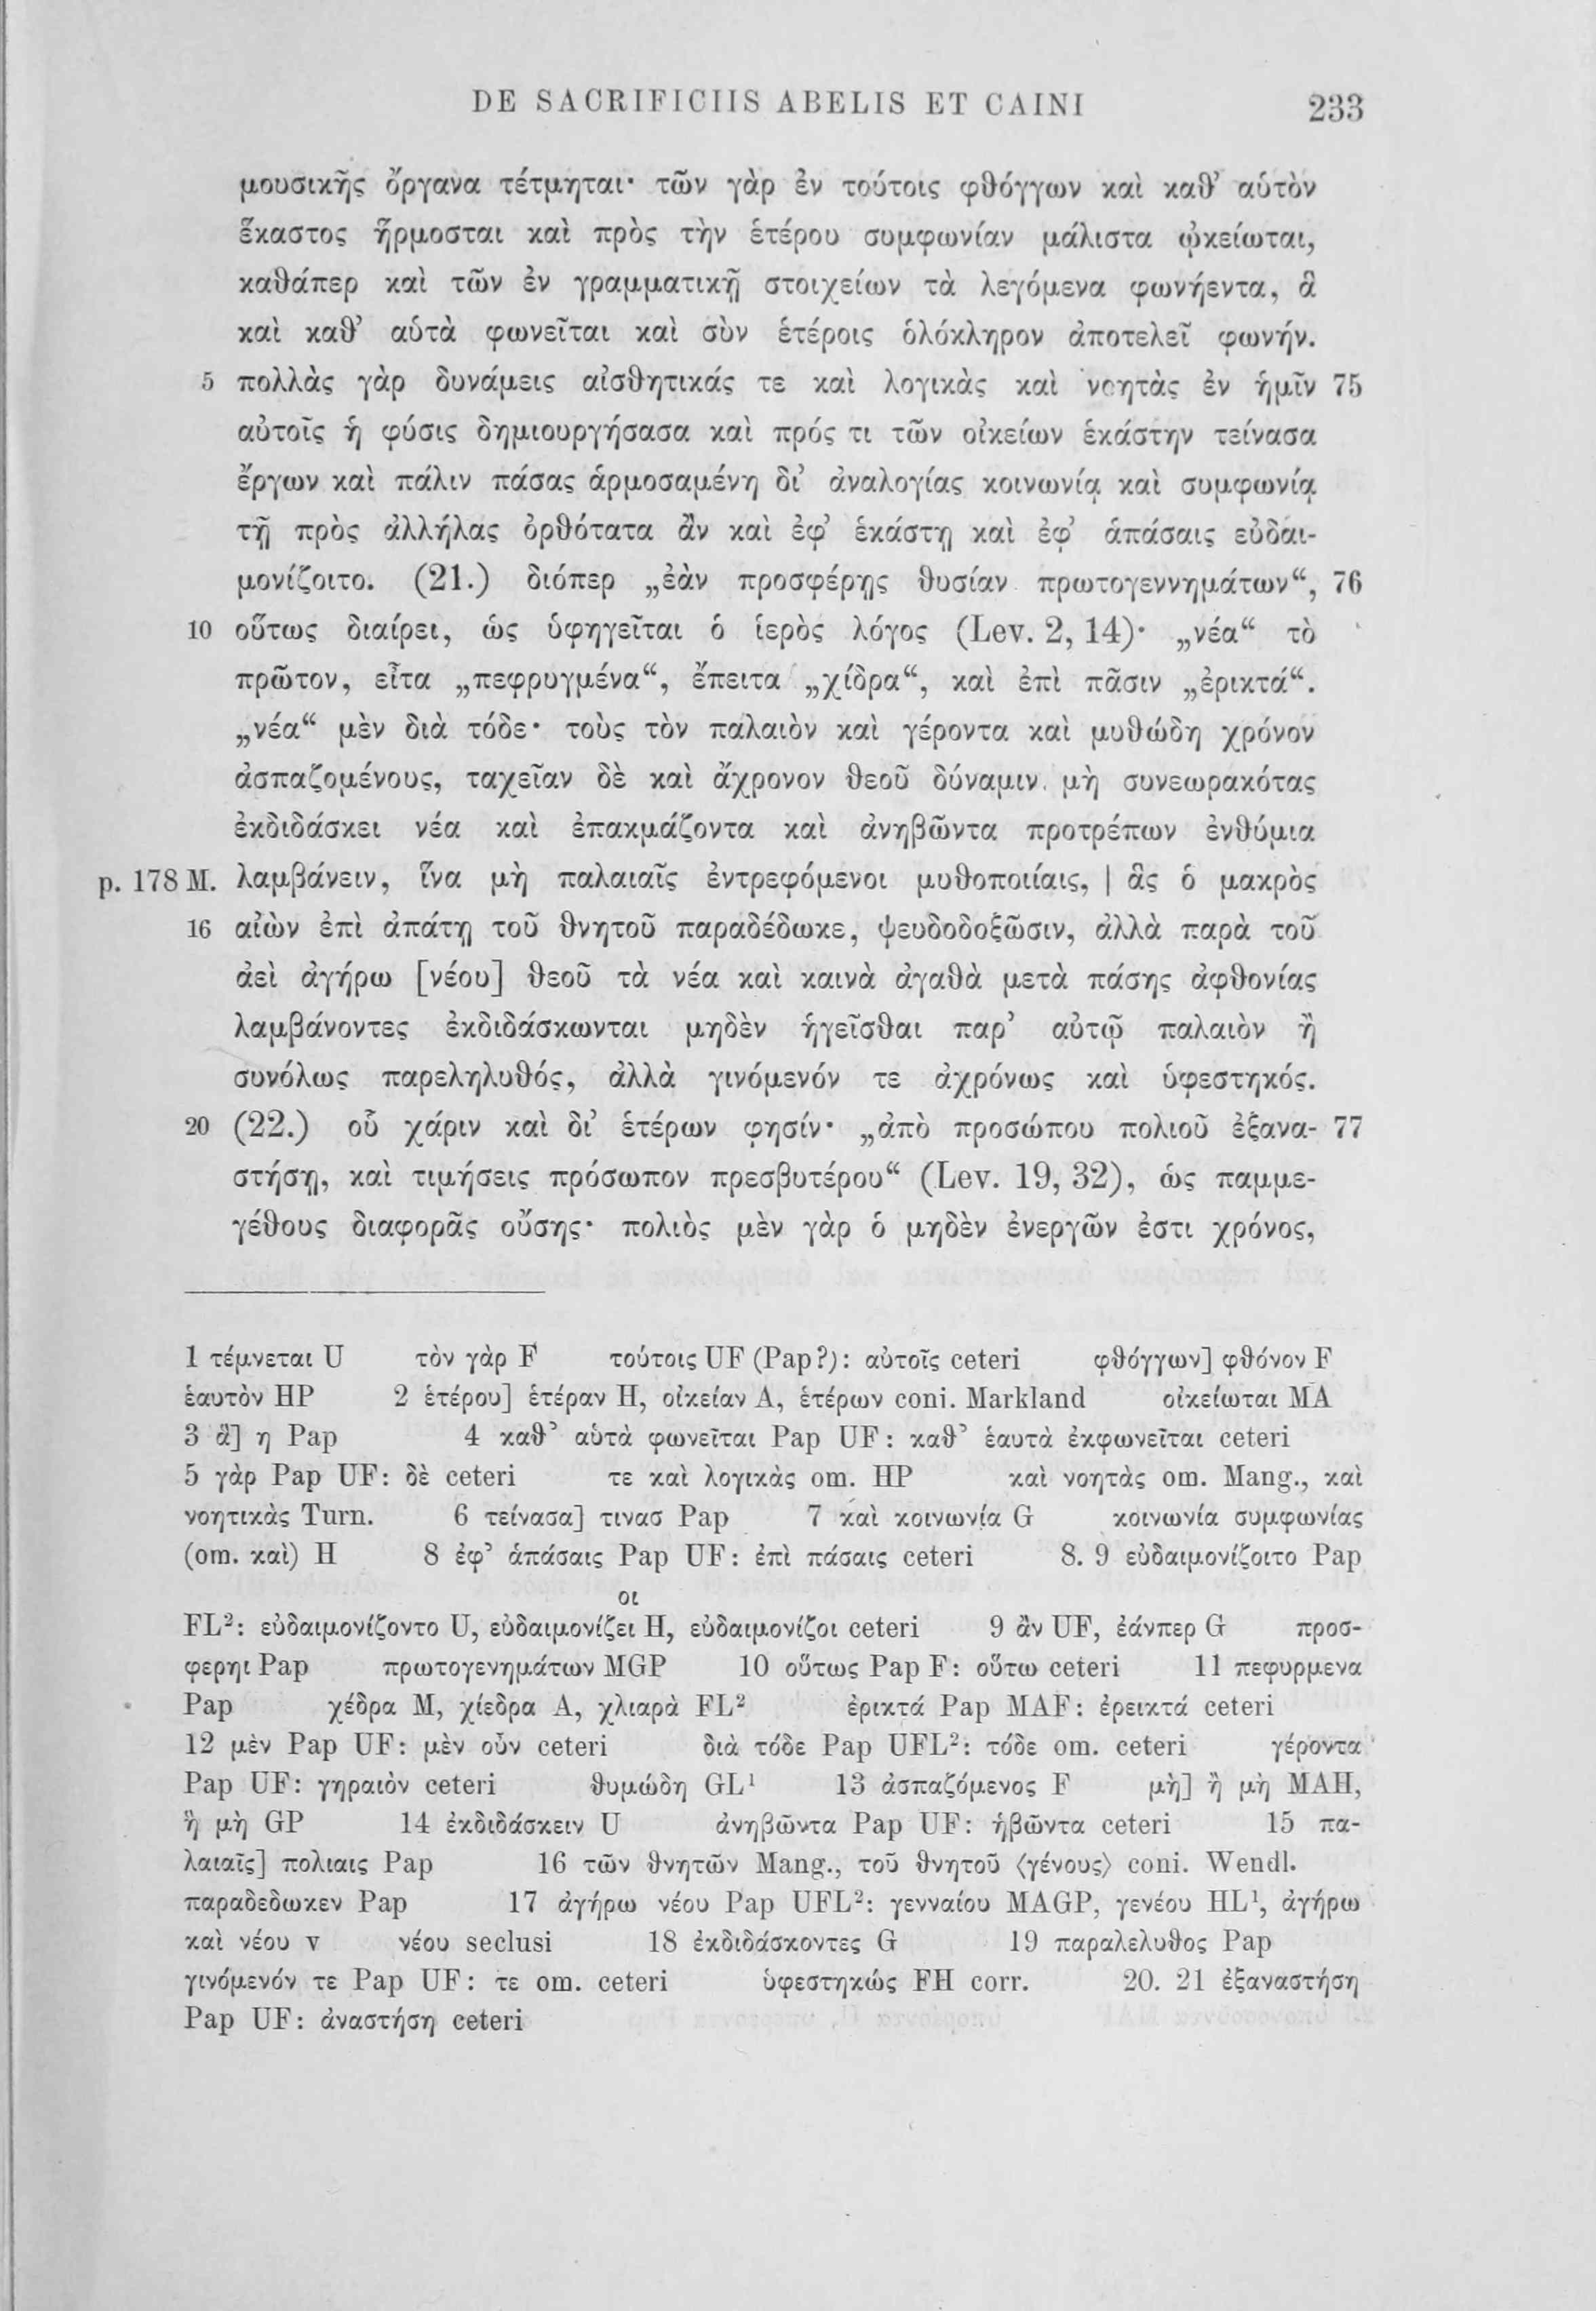 DE SACRIFICIIS ABELIS ET CAINI 233
μουσικῆς ὄργανα τέτμηται· τῶν γὰρ ἐν τούτοις φθόγγων καὶ καθ’ αὑτὸν
ἕκαστος ἥρμοσται καὶ πρὸς τὴν ἑτέρου συμφωνίαν μάλιστα ᾠκείωται,
καθάπερ καὶ τῶν ἐν γραμματικῇ στοιχείων τὰ λεγόμενα φωνήεντα, ἃ
καὶ καθ’ αὑτὰ φωνεῖται καὶ σὺν ἑτέροις ὁλόκληρον ἀποτελεῖ φωνήν.
5 πολλὰς γὰρ δυνάμεις αἰσθητικάς τε καὶ λογικὰς καὶ νοητὰς ἐν ἡμῖν 75
αὐτοῖς ἡ φύσις δημιουργήσασα καὶ πρός τι τῶν οἰκείων ἑκάστην τείνασα
ἔργων καὶ πάλιν πάσας ἁρμοσαμένη δι’ ἀναλογίας κοινωνίᾳ καὶ συμφωνίᾳ
τῇ πρὸς ἀλλήλας ὀρθότατα ἂν καὶ ἐφ’ ἑκάστῃ καὶ ἐφ’ ἁπάσαις εὐδαι-
μονίζοιτο. (21.) διόπερ „ἐὰν προσφέρῃς θυσίαν πρωτογεννημάτων“, 76
10 οὕτως διαίρει, ὡς ὑφηγεῖται ὁ ἱερὸς λόγος (Lev. 2, 14)· „νέα“ τὸ
πρῶτον, εἶτα „πεφρυγμένα“, ἔπειτα „χίδρα“, καὶ ἐπὶ πᾶσιν „ἐρικτά“.
„νέα“ μὲν διὰ τόδε· τοὺς τὸν παλαιὸν καὶ γέροντα καὶ μυθώδη χρόνον
ἀσπαζομένους, ταχεῖαν δὲ καὶ ἄχρονον θεοῦ δύναμιν μὴ συνεωρακότας
ἐκδιδάσκει νέα καὶ ἐπακμάζοντα καὶ ἀνηβῶντα προτρέπων ἐνθύμια
p. 178 M. λαμβάνειν, ἵνα μὴ παλαιαῖς ἐντρεφόμενοι μυθοποιίαις, | ἃς ὁ μακρὸς
16 αἰὼν ἐπὶ ἀπάτῃ τοῦ θνητοῦ παραδέδωκε, ψευδοδοξῶσιν, ἀλλὰ παρὰ τοῦ
ἀεὶ ἀγήρω [νέου] θεοῦ τὰ νέα καὶ καινὰ ἀγαθὰ μετὰ πάσης ἀφθονίας
λαμβάνοντες ἐκδιδάσκωνται μηδὲν ἡγεῖσθαι παρ’ αὐτῷ παλαιὸν ἢ
συνόλως παρεληλυθός, ἀλλὰ γινόμενόν τε ἀχρόνως καὶ ὑφεστηκός.
20 (22.) οὗ χάριν καὶ δι’ ἑτέρων φησίν· „ἀπὸ προσώπου πολιοῦ ἐξανα- 77
στήσῃ, καὶ τιμήσεις πρόσωπον πρεσβυτέρου“ (Lev. 19, 32), ὡς παμμε-
γέθους διαφορᾶς οὔσης· πολιὸς μὲν γὰρ ὁ μηδὲν ἐνεργῶν ἐστι χρόνος,
1 τέμνεται U τὸν γὰρ F τούτοις UF (Pap?): αὐτοῖς ceteri φθόγγων] φθόνον F
ἑαυτὸν HP 2 ἑτέρου] ἑτέραν H, οἰκείαν A, ἑτέρων coni. Markland οἰκείωται MA
3 ἃ] η Pap 4 καθ’ αὑτὰ φωνεῖται Pap UF: καθ’ ἑαυτὰ ἐκφωνεῖται ceteri
5 γὰρ Pap UF: δὲ ceteri τε καὶ λογικὰς om. HP καὶ νοητὰς om. Mang., καὶ
νοητικὰς Turn. 6 τείνασα] τινασ Pap 7 καὶ κοινωνία G κοινωνία συμφωνίας
(om. καὶ) H 8 ἐφ’ ἁπάσαις Pap UF: ἐπὶ πάσαις ceteri 8. 9 εὐδαιμονίζοιτο Pap
οι
FL²: εὐδαιμονίζοντο U, εὐδαιμονίζει H, εὐδαιμονίζοι ceteri 9 ἂν UF, ἐάνπερ G προσ-
φερηι Pap πρωτογενημάτων MGP 10 οὕτως Pap F: οὕτω ceteri 11 πεφυρμενα
Pap χέδρα M, χίεδρα A, χλιαρὰ FL² ἐρικτά Pap MAF: ἐρεικτά ceteri
12 μὲν Pap UF: μὲν οὖν ceteri διὰ τόδε Pap UFL²: τόδε om. ceteri γέροντα
Pap UF: γηραιὸν ceteri θυμώδη GL¹ 13 ἀσπαζόμενος F μὴ] ἢ μὴ MAH,
ἡ μὴ GP 14 ἐκδιδάσκειν U ἀνηβῶντα Pap UF: ἡβῶντα ceteri 15 πα-
λαιαῖς] πολιαις Pap 16 τῶν θνητῶν Mang., τοῦ θνητοῦ ⟨γένους⟩ coni. Wendl.
παραδεδωκεν Pap 17 ἀγήρω νέου Pap UFL²: γενναίου MAGP, γενέου HL¹, ἀγήρω
καὶ νέου v νέου seclusi 18 ἐκδιδάσκοντες G 19 παραλελυθος Pap
γινόμενόν τε Pap UF: τε om. ceteri ὑφεστηκώς FH corr. 20. 21 ἐξαναστήσῃ
Pap UF: ἀναστήσῃ ceteri